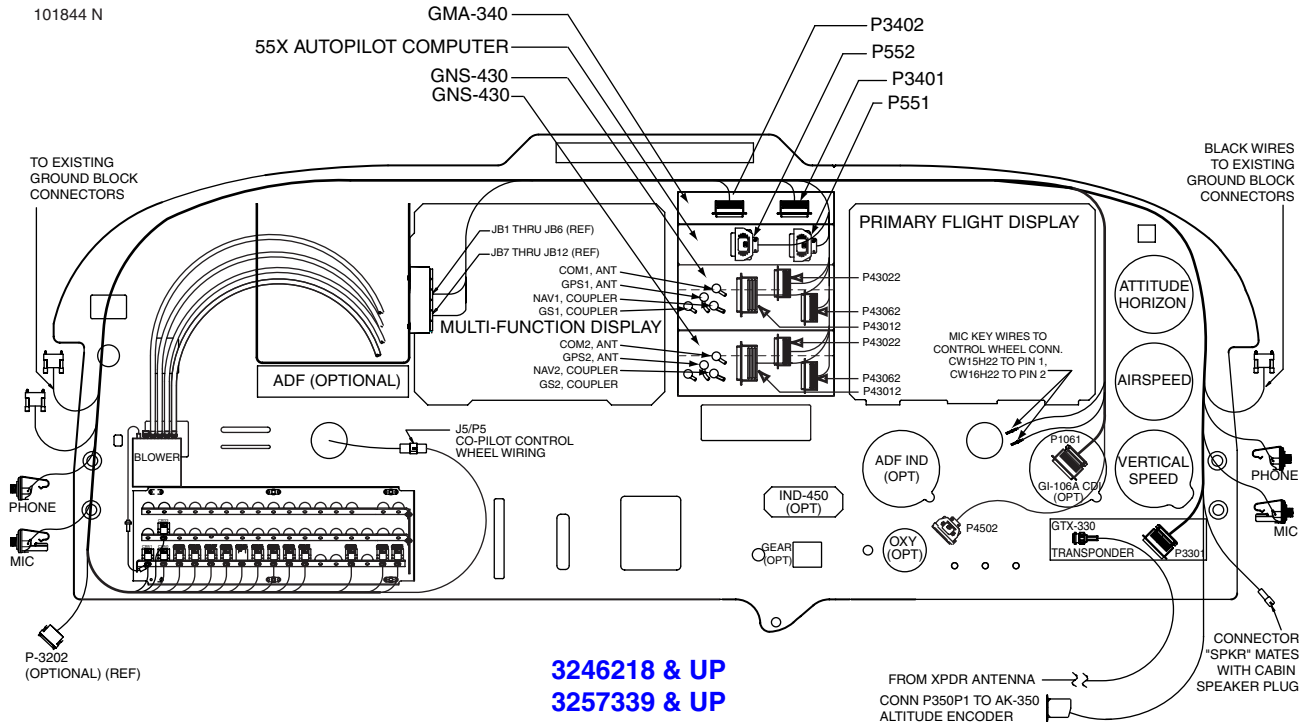 101844 N
GMA-340
55X AUTOPILOT COMPUTER
GNS-430
GNS-430
P3402
P552
P3401
P551
TO EXISTING
GROUND BLOCK
CONNECTORS
BLACK WIRES
TO EXISTING
GROUND BLOCK
CONNECTORS
JB1 THRU JB6 (REF)
JB7 THRU JB12 (REF)
COM1, ANT
GPS1, ANT
NAV1, COUPLER
GS1, COUPLER
MULTI-FUNCTION DISPLAY
COM2, ANT
GPS2, ANT
NAV2, COUPLER
GS2, COUPLER
PRIMARY FLIGHT DISPLAY
P43022
P43062
P43012
P43022
P43062
P43012
MIC KEY WIRES TO
CONTROL WHEEL CONN.
CW15H22 TO PIN 1,
CW16H22 TO PIN 2
ATTITUDE
HORIZON
AIRSPEED
VERTICAL
SPEED
ADF (OPTIONAL)
J5/P5
CO-PILOT CONTROL
WHEEL WIRING
BLOWER
PHONE
MIC
ADF IND
(OPT)
P1061
GI-106A CDI
(OPT)
IND-450
(OPT)
P4502
GEAR
(OPT)
OXY
(OPT)
GTX-330
TRANSPONDER
P3301
PHONE
MIC
P-3202
(OPTIONAL) (REF)
CONNECTOR
"SPKR" MATES
WITH CABIN
SPEAKER PLUG
3246218 & UP
3257339 & UP
FROM XPDR ANTENNA
CONN P350P1 TO AK-350
ALTITUDE ENCODER